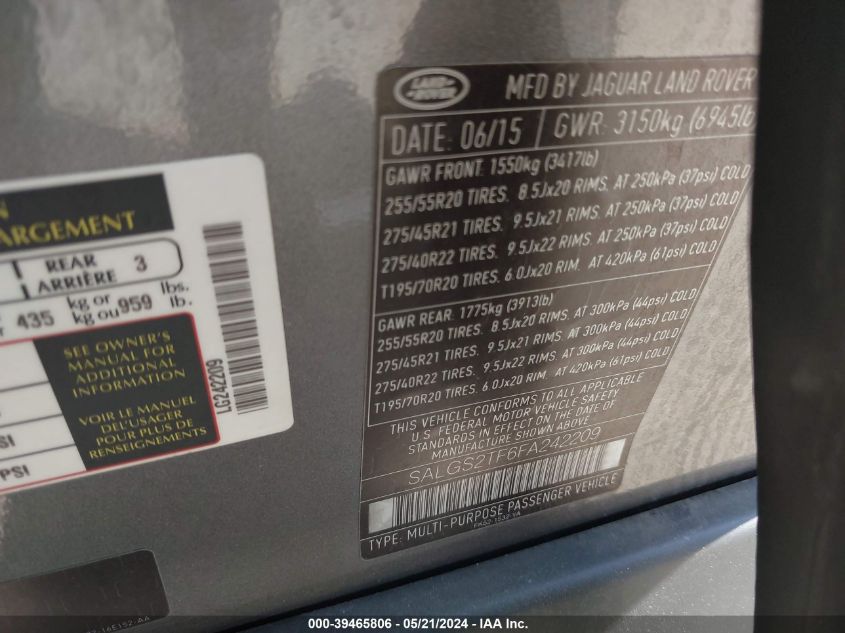 N
ARGEMENT
REAR
ARRIÈRE 3
435 kg or kg ou 959 lbs. lb.
SEE OWNER'S
MANUAL FOR
ADDITIONAL
INFORMATION
VOIR LE MANUEL
DE L'USAGER
POUR PLUS DE
RENSEIGNEMENTS
SI
PSI
LG242209
LAND-
ROVER
MFD BY JAGUAR LAND ROVER
DATE: 06/15 GWR: 3150kg (6945lb
GAWR FRONT: 1550kg (3417lb)
255/55R20 TIRES. 8.5Jx20 RIMS. AT 250kPa (37psi) COLD
275/45R21 TIRES. 9.5Jx21 RIMS. AT 250kPa (37psi) COLD
275/40R22 TIRES. 9.5Jx22 RIMS. AT 250kPa (37psi) COLD
T195/70R20 TIRES. 6.0Jx20 RIM. AT 420kPa (61psi) COLD
GAWR REAR: 1775kg (3913lb)
255/55R20 TIRES. 8.5Jx20 RIMS. AT 300kPa (44psi) COLD
275/45R21 TIRES. 9.5Jx21 RIMS. AT 300kPa (44psi) COLD
275/40R22 TIRES. 9.5Jx22 RIMS. AT 300kPa (44psi) COLD
T195/70R20 TIRES. 6.0Jx20 RIM. AT 420kPa (61psi) COLD
THIS VEHICLE CONFORMS TO ALL APPLICABLE
U.S. FEDERAL MOTOR VEHICLE SAFETY
STANDARDS IN EFFECT ON THE DATE OF
MANUFACTURE SHOWN ABOVE.
SALGS2TF6FA242209
TYPE: MULTI-PURPOSE PASSENGER VEHICLE
000-39465806 / 05/21/2024 - IAA Inc.